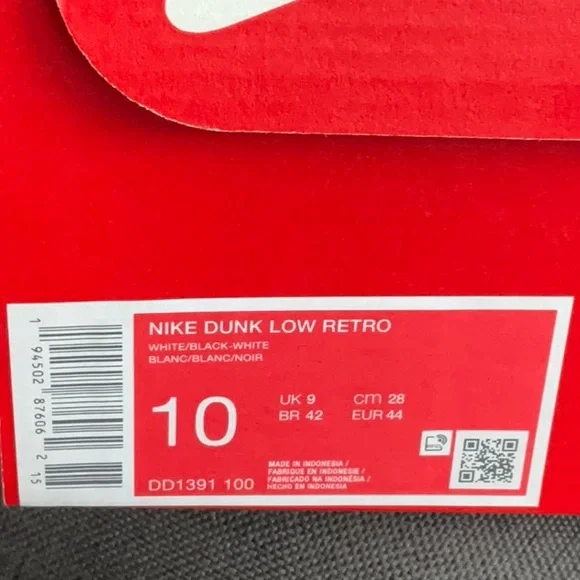 NIKE DUNK LOW RETRO
WHITE/BLACK-WHITE
BLANC/BLANC/NOIR
10
UK 9 cm 28
BR 42 EUR 44
DD1391 100
MADE IN INDONESIA /
FABRIQUE EN INDONESIE /
FABRICADO NA INDONESIA /
HECHO EN INDONESIA
1 94502 87606 2 15